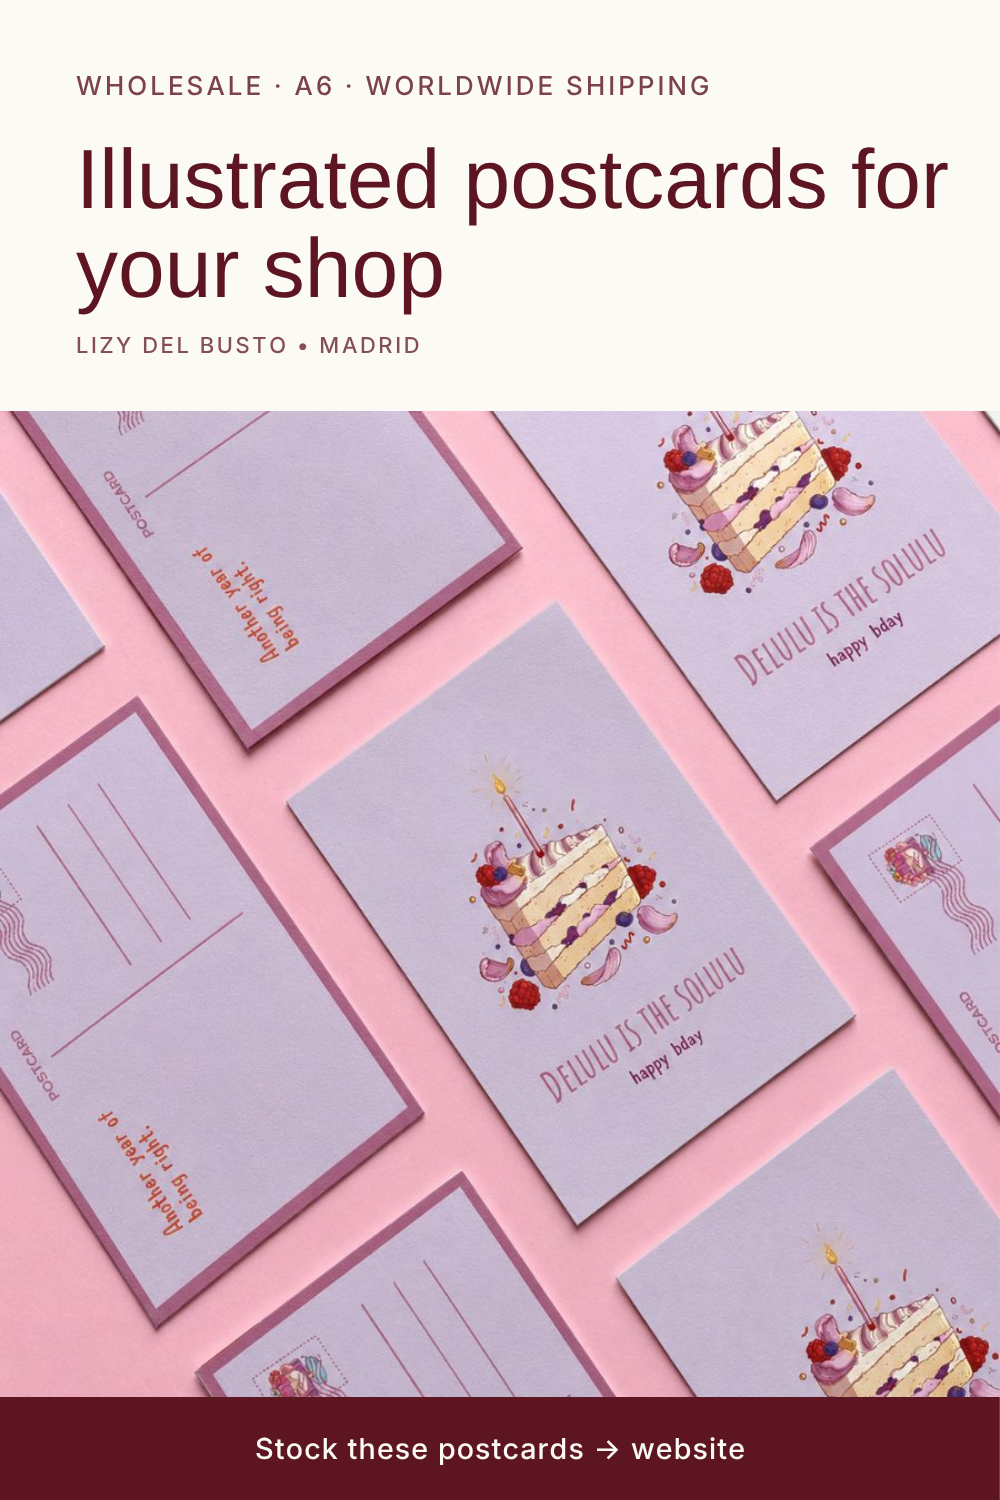 WHOLESALE · A6 · WORLDWIDE SHIPPING
Illustrated postcards for
your shop
LIZY DEL BUSTO • MADRID
POSTCARD
Another year of
being right.
DELULU IS THE SOLULU
happy bday
DELULU IS THE SOLULU
happy bday
POSTCARD
Another year of
being right.
POSTCARD
Stock these postcards → website